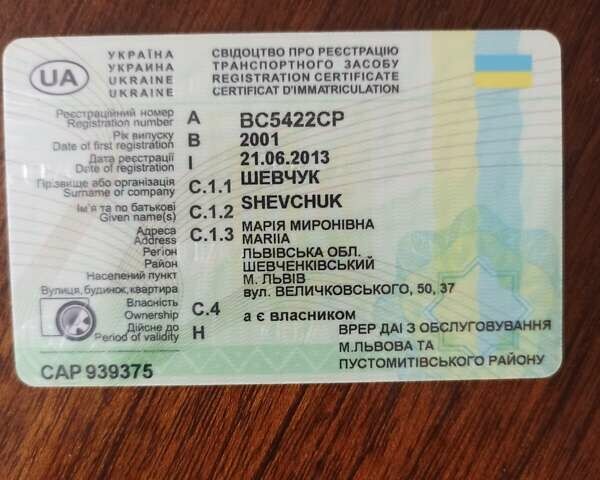 UA
УКРАЇНА
УКРАИНА
UKRAINE
UKRAINE
СВІДОЦТВО ПРО РЕЄСТРАЦІЮ
ТРАНСПОРТНОГО ЗАСОБУ
REGISTRATION CERTIFICATE
CERTIFICAT D'IMMATRICULATION
Реєстраційний номер A BC5422CP
Registration number
Рік випуску B 2001
Date of first registration
Дата реєстрації I 21.06.2013
Date of registration
Прізвище або організація C.1.1 ШЕВЧУК
Surname or company
SHEVCHUK
Ім'я та по батькові C.1.2
Given name(s) МАРІЯ МИРОНІВНА
Адреса C.1.3 MARIIA
Address
Регіон ЛЬВІВСЬКА ОБЛ.
Район ШЕВЧЕНКІВСЬКИЙ
Населений пункт М. ЛЬВІВ
Вулиця, будинок, квартира вул. ВЕЛИЧКОВСЬКОГО, 50, 37
Власність C.4 а є власником
Ownership
Дійсне до H ВРЕР ДАІ З ОБСЛУГОВУВАННЯ
Period of validity М.ЛЬВОВА ТА
ПУСТОМИТІВСЬКОГО РАЙОНУ
CAP 939375